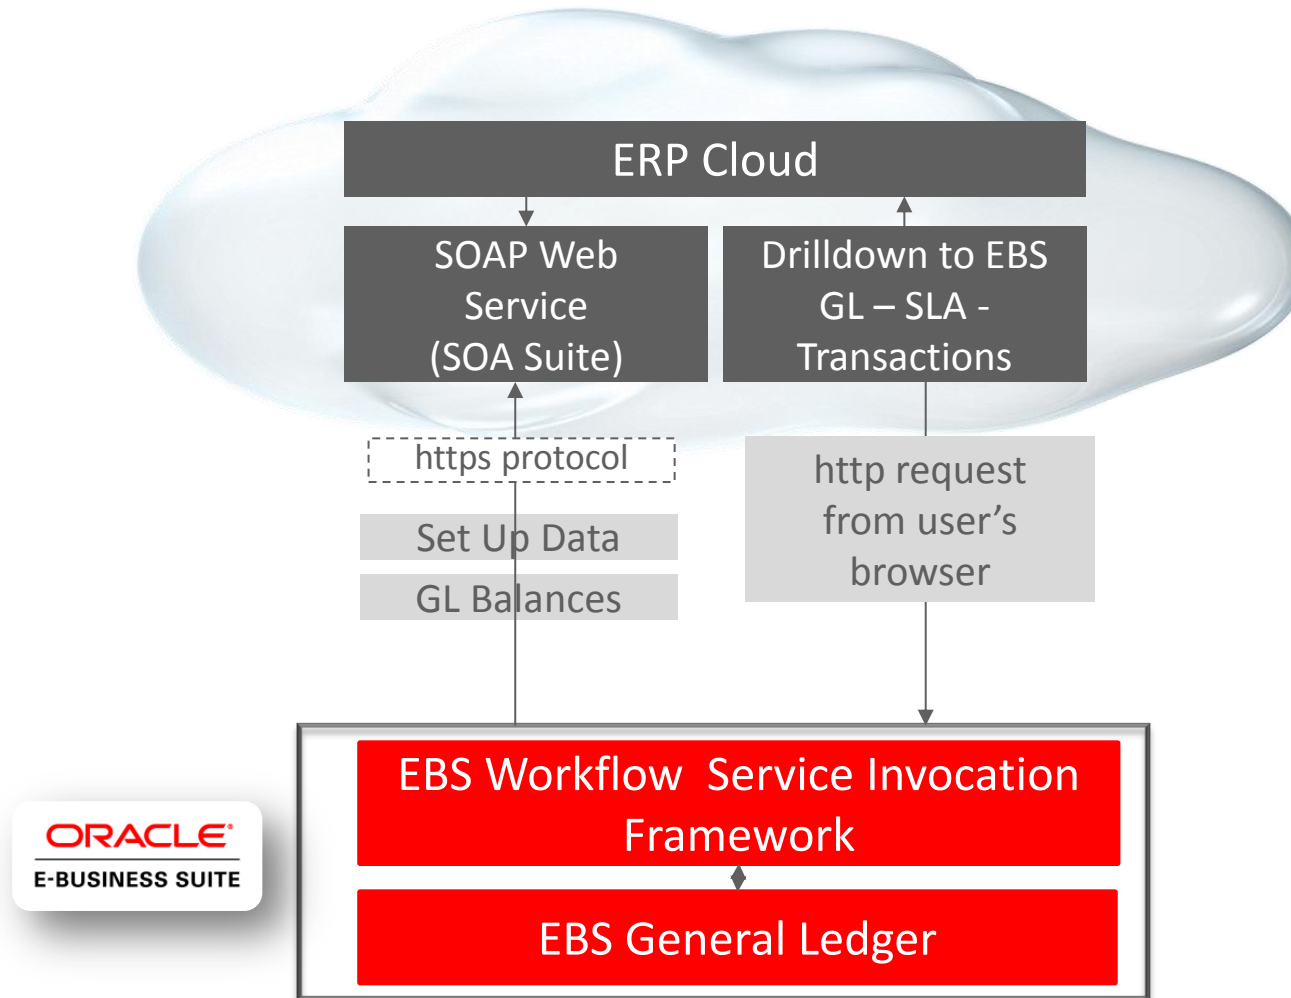 ERP Cloud
SOAP Web
Service
(SOA Suite)
Drilldown to EBS
GL – SLA -
Transactions
https protocol
Set Up Data
GL Balances
http request
from user’s
browser
EBS Workflow  Service Invocation
Framework
EBS General Ledger
ORACLE®
E-BUSINESS SUITE